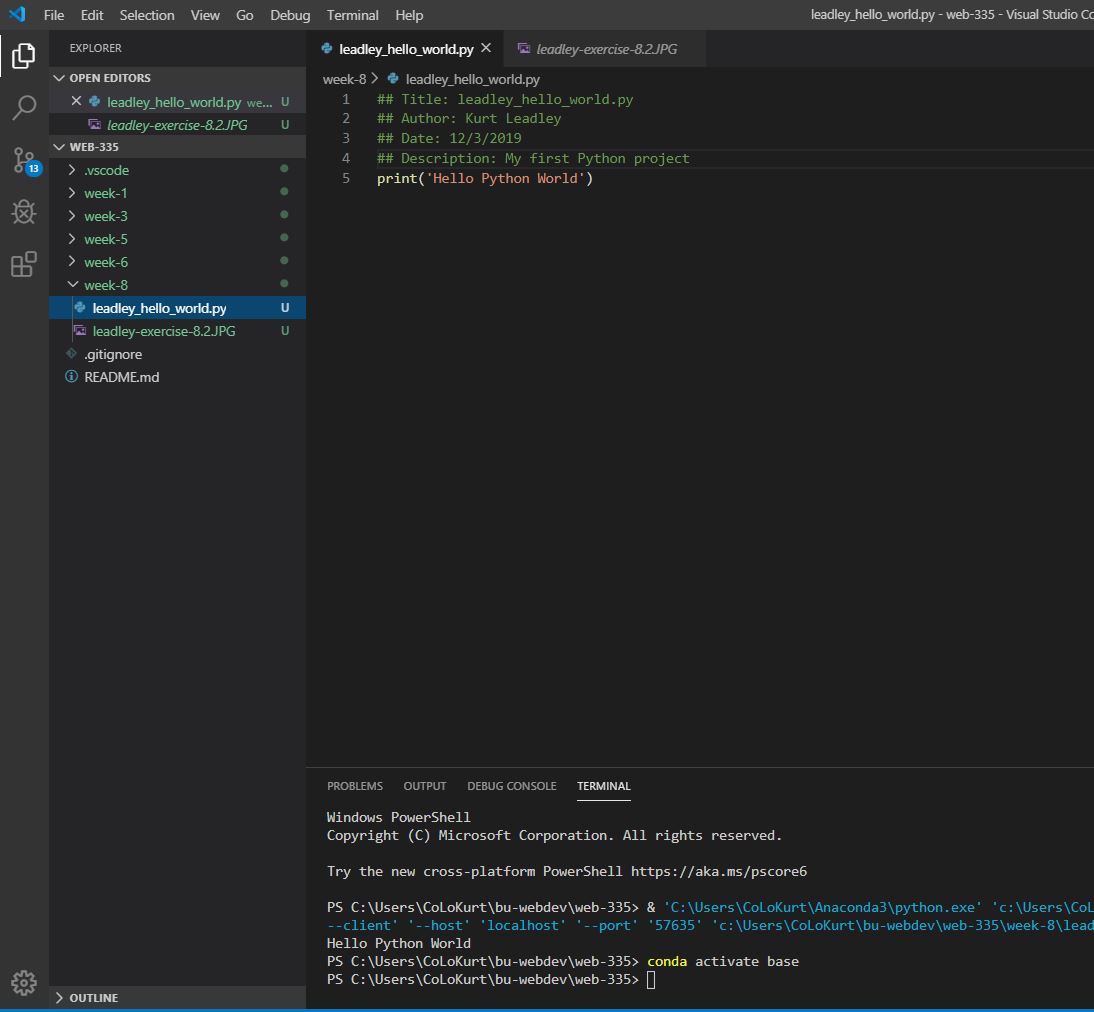 File Edit Selection View Go Debug Terminal Help leadley_hello_world.py - web-335 - Visual Studio Co
EXPLORER
OPEN EDITORS
leadley_hello_world.py we... U
leadley-exercise-8.2.JPG U
WEB-335
.vscode
week-1
week-3
13
week-5
week-6
week-8
leadley_hello_world.py U
leadley-exercise-8.2.JPG U
.gitignore
README.md
OUTLINE
leadley_hello_world.py leadley-exercise-8.2.JPG
week-8 > leadley_hello_world.py
1 ## Title: leadley_hello_world.py
2 ## Author: Kurt Leadley
3 ## Date: 12/3/2019
4 ## Description: My first Python project
5 print('Hello Python World')
PROBLEMS OUTPUT DEBUG CONSOLE TERMINAL
Windows PowerShell
Copyright (C) Microsoft Corporation. All rights reserved.
Try the new cross-platform PowerShell https://aka.ms/pscore6
PS C:\Users\CoLoKurt\bu-webdev\web-335> & 'C:\Users\CoLoKurt\Anaconda3\python.exe' 'c:\Users\CoL
--client' '--host' 'localhost' '--port' '57635' 'c:\Users\CoLoKurt\bu-webdev\web-335\week-8\lead
Hello Python World
PS C:\Users\CoLoKurt\bu-webdev\web-335> conda activate base
PS C:\Users\CoLoKurt\bu-webdev\web-335>